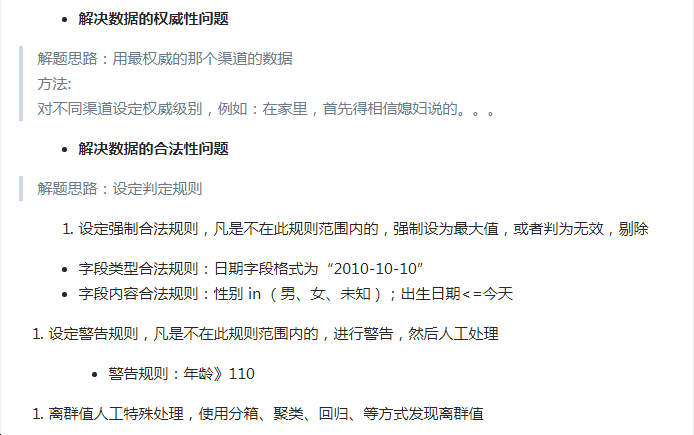 解决数据的权威性问题
解题思路：用最权威的那个渠道的数据
方法:
对不同渠道设定权威级别，例如：在家里，首先得相信媳妇说的。。。
解决数据的合法性问题
解题思路：设定判定规则
1. 设定强制合法规则，凡是不在此规则范围内的，强制设为最大值，或者判为无效，剔除
字段类型合法规则：日期字段格式为“2010-10-10”
字段内容合法规则：性别 in （男、女、未知）；出生日期<=今天
1. 设定警告规则，凡是不在此规则范围内的，进行警告，然后人工处理
警告规则：年龄》110
1. 离群值人工特殊处理，使用分箱、聚类、回归、等方式发现离群值